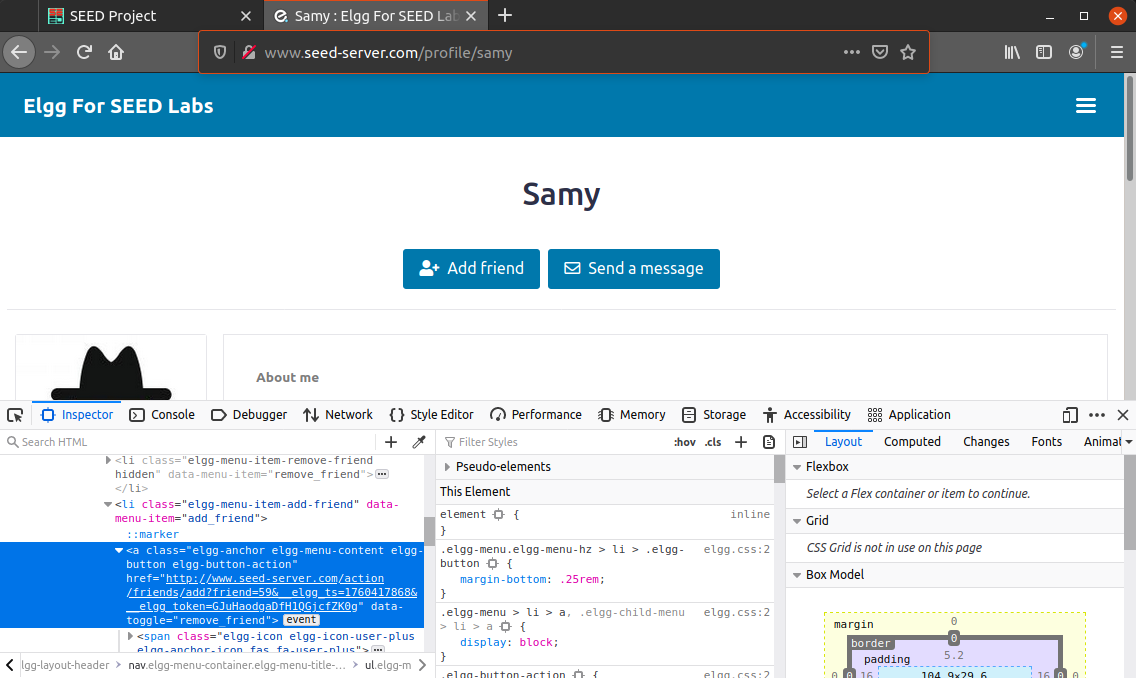 SEED Project
Samy : Elgg For SEED Lab
www.seed-server.com/profile/samy
Elgg For SEED Labs
Samy
Add friend
Send a message
About me
Inspector Console Debugger Network Style Editor Performance Memory Storage Accessibility Application
Search HTML
<li class="elgg-menu-item-remove-friend
hidden" data-menu-item="remove_friend">
</li>
<li class="elgg-menu-item-add-friend" data-
menu-item="add_friend">
::marker
<a class="elgg-anchor elgg-menu-content elgg-
button elgg-button-action"
href="http://www.seed-server.com/action
/friends/add?friend=59&__elgg_ts=1760417868&
__elgg_token=GJuHaodgaDfH1QGjcfZK0g" data-
toggle="remove_friend"> event
<span class="elgg-icon elgg-icon-user-plus
elgg-anchor-icon fas fa-user-plus">
lgg-layout-header
nav.elgg-menu-container.elgg-menu-title-...
ul.elgg-m
Filter Styles
:hov .cls
Pseudo-elements
This Element
element { inline
}
.elgg-menu.elgg-menu-hz > li > .elgg- elgg.css:2
button {
margin-bottom: .25rem;
}
.elgg-menu > li > a, .elgg-child-menu elgg.css:2
> li > a {
display: block;
}
.elgg-button-action { elgg.css:2
Layout Computed Changes Fonts Animat
Flexbox
Select a Flex container or item to continue.
Grid
CSS Grid is not in use on this page
Box Model
margin 0
border 0
padding 5.2
0 0 16 104.9x29.6 16 0 0